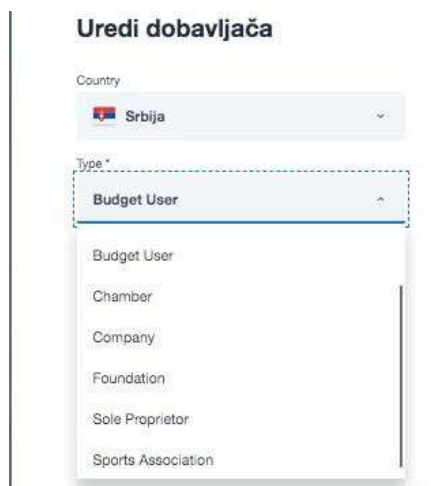 Uredi dobavljača
Country
Srbija
Type *
Budget User
Budget User
Chamber
Company
Foundation
Sole Proprietor
Sports Association